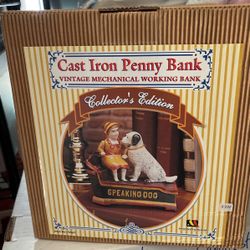 Cast Iron Penny Bank
VINTAGE MECHANICAL WORKING BANK
Collector's Edition
SPEAKING DOG